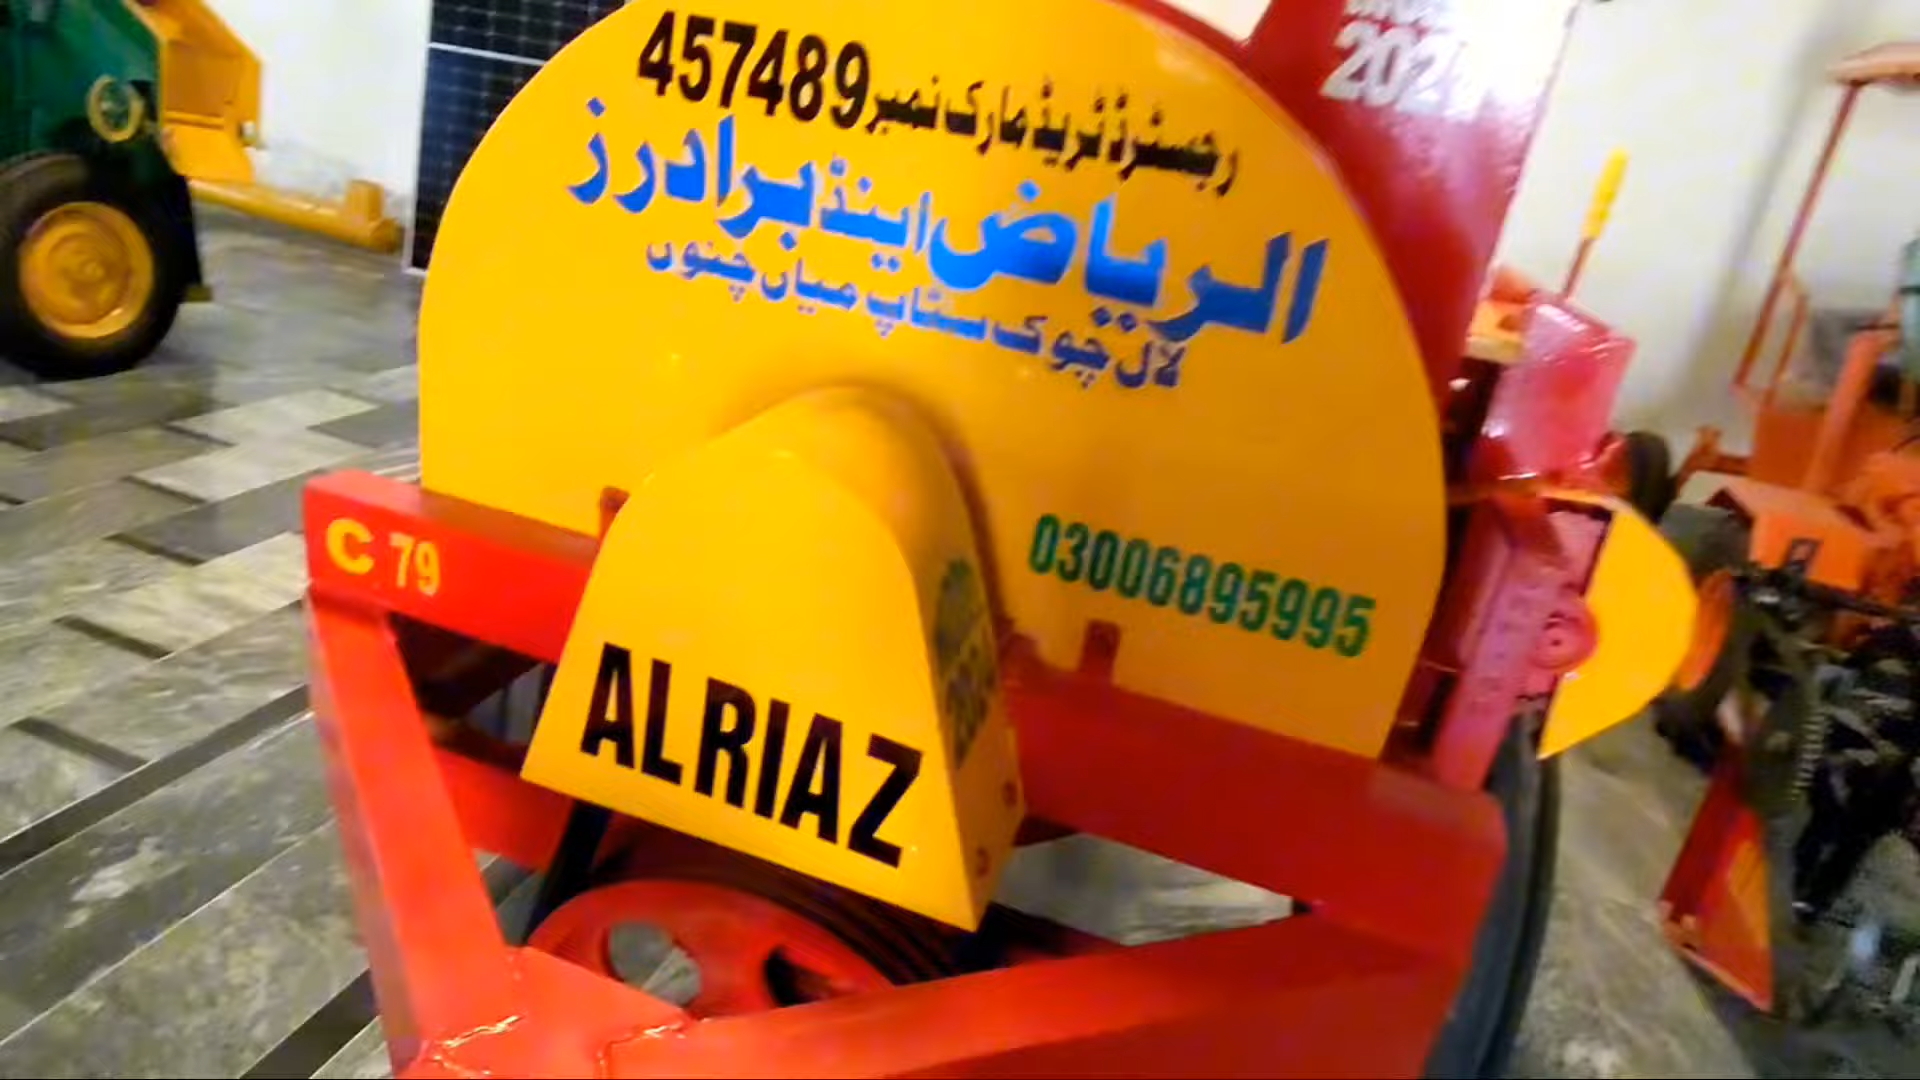 رجسٹرڈ ٹریڈ مارک نمبر 457489
الریاض اینڈ برادرز
لال چوک سٹاپ میاں چنوں
03006895995
C 79
ALRIAZ